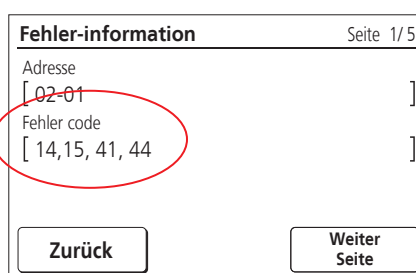 Fehler-information Seite 1/5
Adresse
[ 02-01 ]
Fehler code
[ 14,15, 41, 44 ]
Zurück
Weiter
Seite